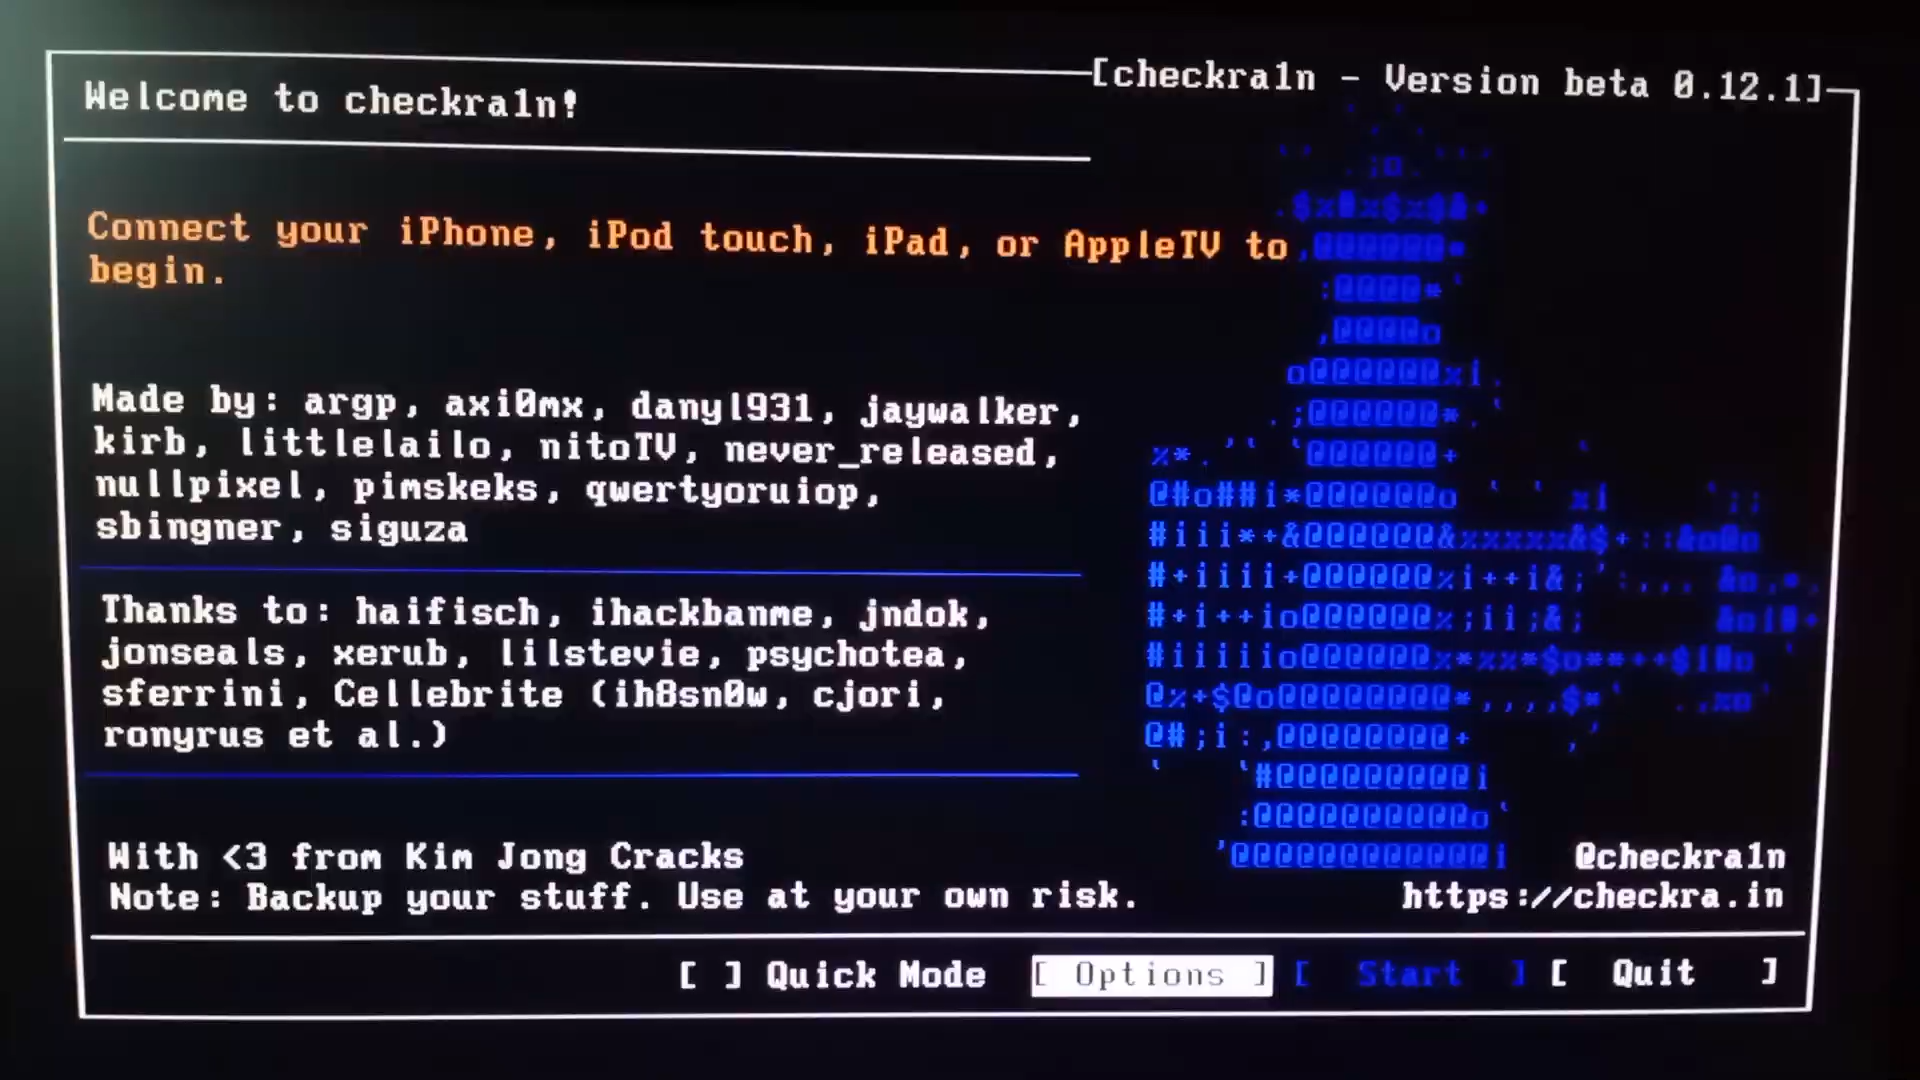 [checkra1n - Version beta 0.12.1]
Welcome to checkra1n!
Connect your iPhone, iPod touch, iPad, or AppleTV to
begin.
Made by: argp, axi0mx, danyl931, jaywalker,
kirb, littlelailo, nitoTV, never_released,
nullpixel, pimskeks, qwertyoruiop,
sbingner, siguza
Thanks to: haifisch, ihackbanme, jndok,
jonseals, xerub, lilstevie, psychotea,
sferrini, Cellebrite (ih8sn0w, cjori,
ronyrus et al.)
With <3 from Kim Jong Cracks
Note: Backup your stuff. Use at your own risk.
@checkra1n
https://checkra.in
[ ] Quick Mode [ Options ] [ Start ] [ Quit ]